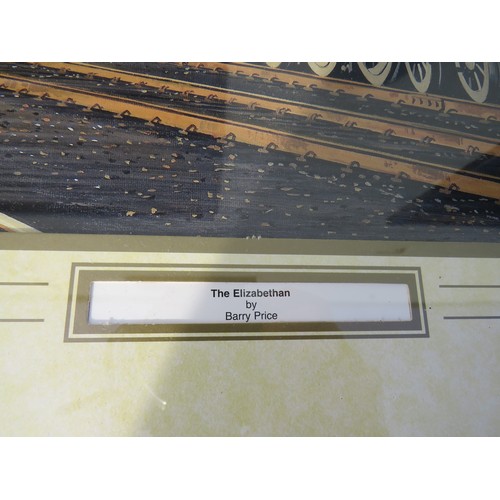 The Elizabethan
by
Barry Price